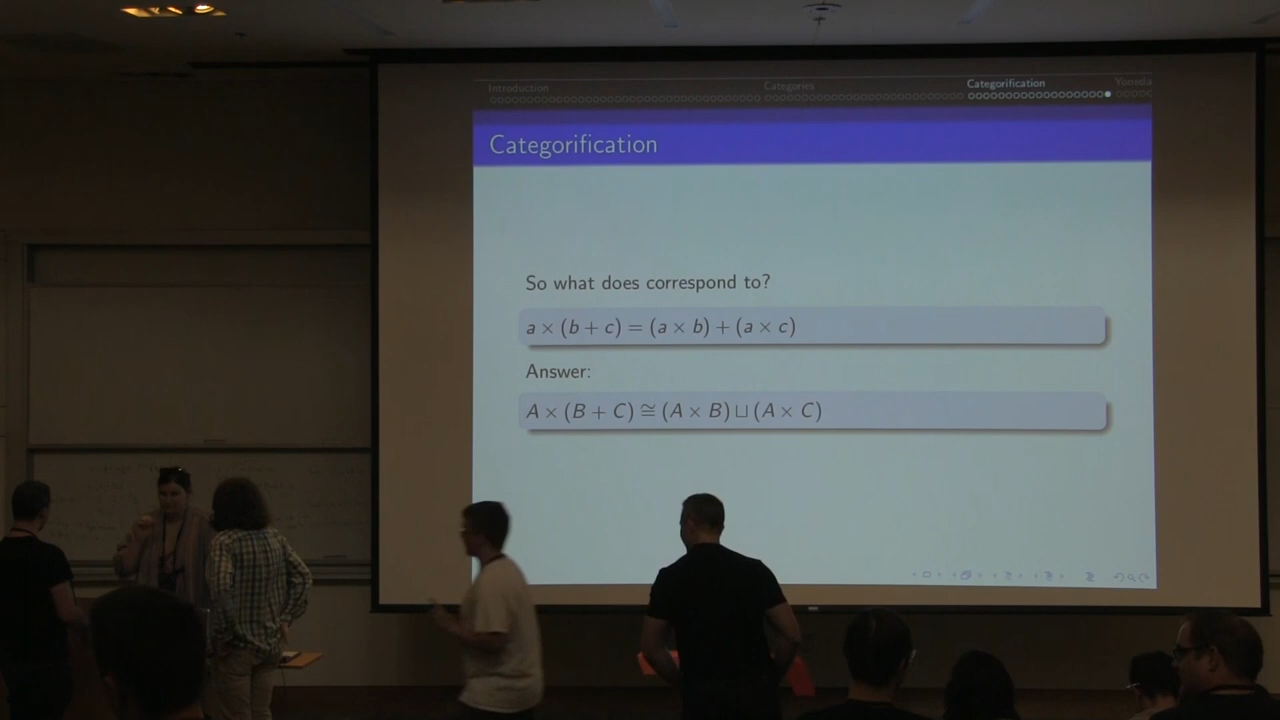 Introduction
Categories
Categorification
Yoneda
Categorification
So what does correspond to?
a × (b + c) = (a × b) + (a × c)
Answer:
A × (B + C) ≅ (A × B) ⊔ (A × C)